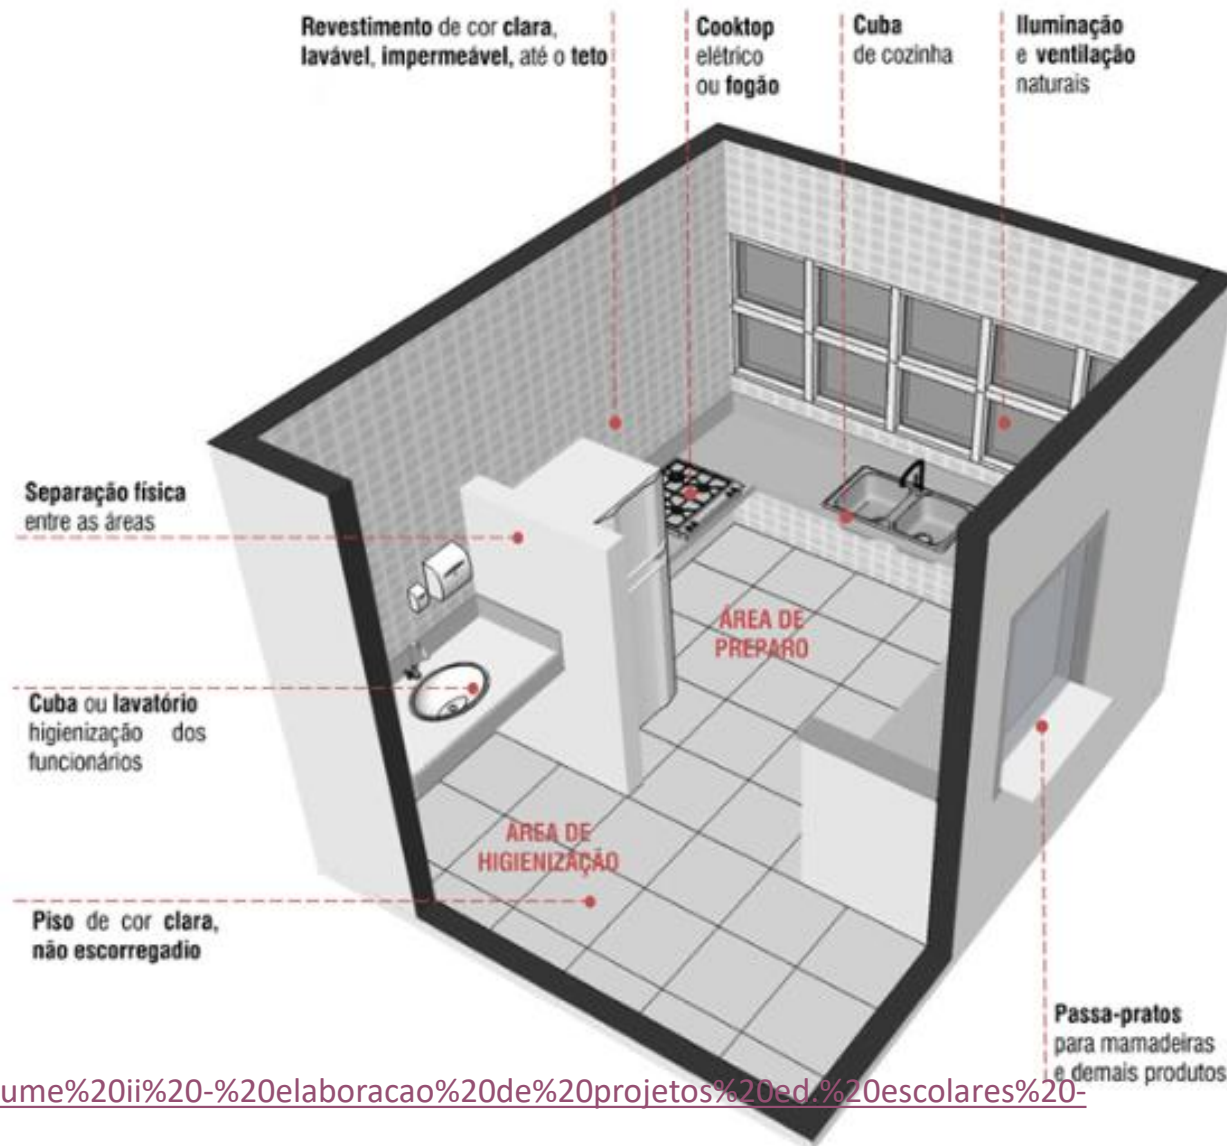 Revestimento de cor clara,
lavável, impermeável, até o teto
Cooktop
elétrico
ou fogão
Cuba
de cozinha
Iluminação
e ventilação
naturais
Separação física
entre as áreas
ÁREA DE
PREPARO
Cuba ou lavatório
higienização dos
funcionários
ÁREA DE
HIGIENIZAÇÃO
Piso de cor clara,
não escorregadio
Passa-pratos
para mamadeiras
e demais produtos
ume%20ii%20-%20elaboracao%20de%20projetos%20ed.%20escolares%20-